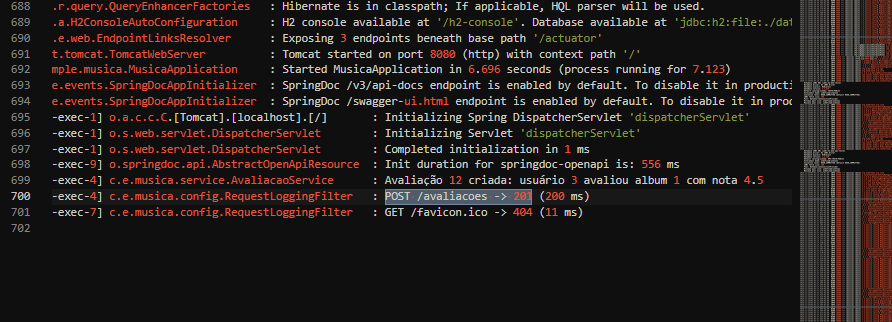 688 .r.query.QueryEnhancerFactories : Hibernate is in classpath; If applicable, HQL parser will be used.
689 .a.H2ConsoleAutoConfiguration : H2 console available at '/h2-console'. Database available at 'jdbc:h2:file:./dat
690 .e.web.EndpointLinksResolver : Exposing 3 endpoints beneath base path '/actuator'
691 t.tomcat.TomcatWebServer : Tomcat started on port 8080 (http) with context path '/'
692 mple.musica.MusicaApplication : Started MusicaApplication in 6.696 seconds (process running for 7.123)
693 e.events.SpringDocAppInitializer : SpringDoc /v3/api-docs endpoint is enabled by default. To disable it in producti
694 e.events.SpringDocAppInitializer : SpringDoc /swagger-ui.html endpoint is enabled by default. To disable it in prod
695 -exec-1] o.a.c.c.C.[Tomcat].[localhost].[/] : Initializing Spring DispatcherServlet 'dispatcherServlet'
696 -exec-1] o.s.web.servlet.DispatcherServlet : Initializing Servlet 'dispatcherServlet'
697 -exec-1] o.s.web.servlet.DispatcherServlet : Completed initialization in 1 ms
698 -exec-9] o.springdoc.api.AbstractOpenApiResource : Init duration for springdoc-openapi is: 556 ms
699 -exec-4] c.e.musica.service.AvaliacaoService : Avaliação 12 criada: usuário 3 avaliou album 1 com nota 4.5
700 -exec-4] c.e.musica.config.RequestLoggingFilter : POST /avaliacoes -> 201 (200 ms)
701 -exec-7] c.e.musica.config.RequestLoggingFilter : GET /favicon.ico -> 404 (11 ms)
702